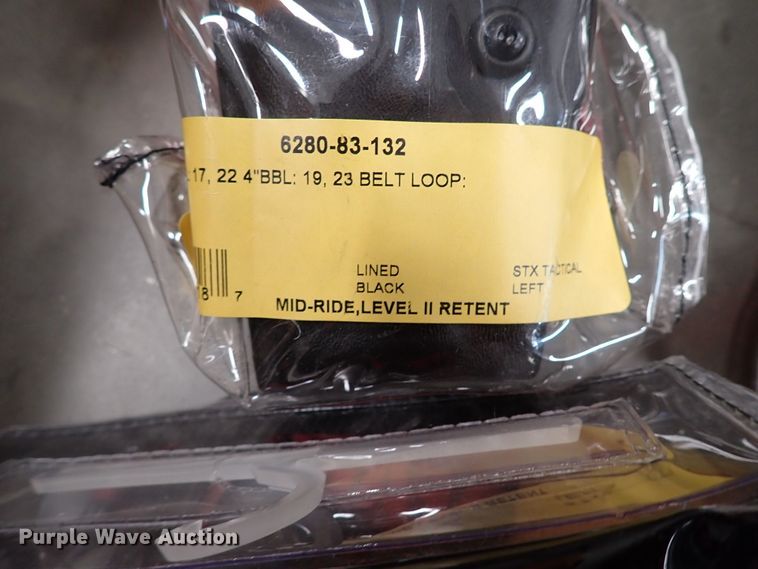 6280-83-132
17, 22 4"BBL: 19, 23 BELT LOOP:
LINED STX TACTICAL
8 7 BLACK LEFT
MID-RIDE,LEVEL II RETENT
Purple Wave Auction